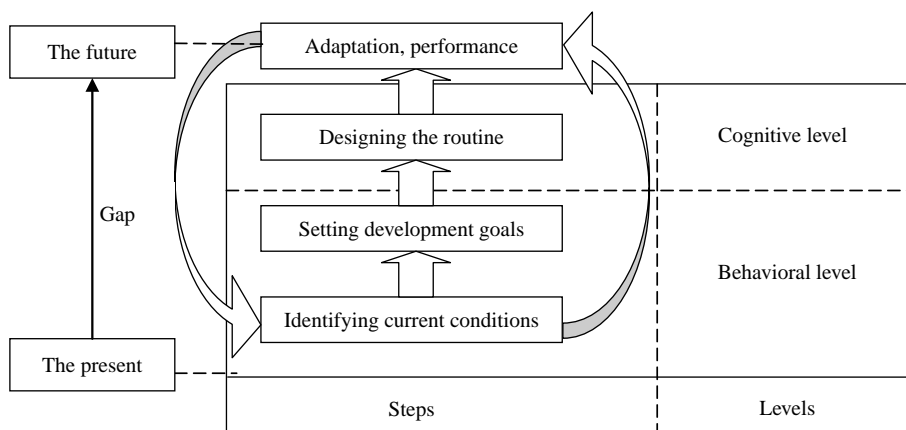 The future
Adaptation, performance
Designing the routine
Cognitive level
Gap
Setting development goals
Behavioral level
Identifying current conditions
The present
Steps
Levels